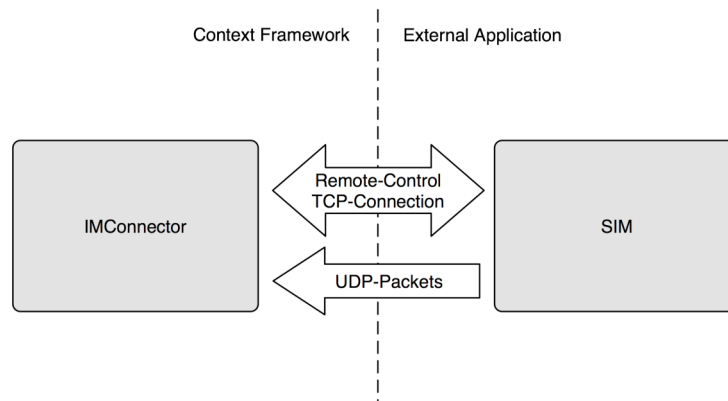 Context Framework
External Application
Remote-Control
TCP-Connection
IMConnector
SIM
UDP-Packets